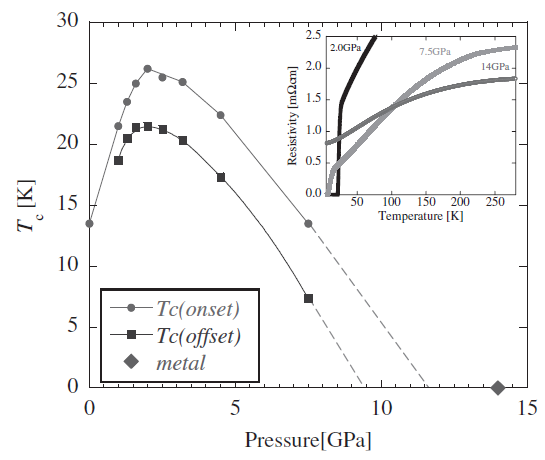 30
25
20
15
10
5
0
T_c [K]
0
5
10
15
Pressure[GPa]
Tc(onset)
Tc(offset)
metal
2.5
2.0
1.5
1.0
0.5
0.0
Resistivity [mΩcm]
50 100 150 200 250
Temperature [K]
2.0GPa
7.5GPa
14GPa